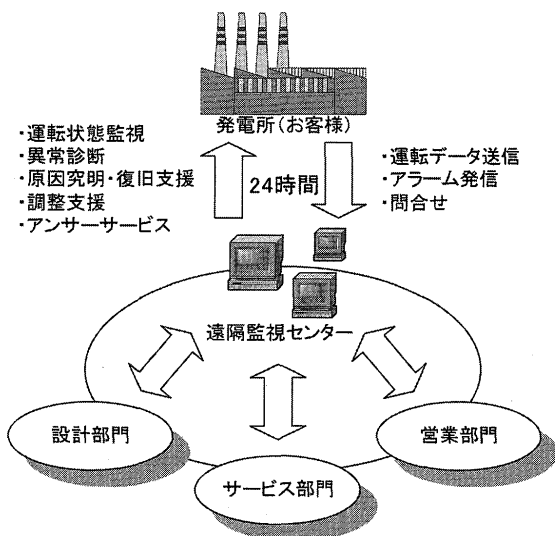 発電所(お客様)
・運転状態監視
・異常診断
・原因究明・復旧支援
・調整支援
・アンサーサービス
24時間
・運転データ送信
・アラーム発信
・問合せ
遠隔監視センター
設計部門
営業部門
サービス部門